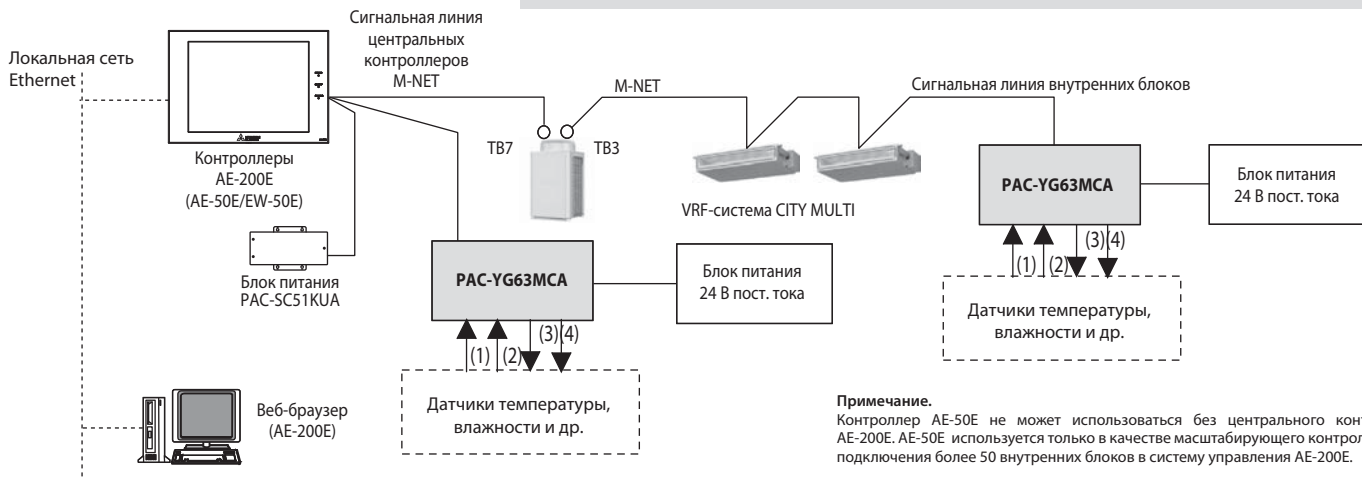 Локальная сеть
Ethernet
Сигнальная линия
центральных
контроллеров
M-NET
Контроллеры
AE-200E
(AE-50E/EW-50E)
Блок питания
PAC-SC51KUA
TB7
TB3
M-NET
VRF-система CITY MULTI
Сигнальная линия внутренних блоков
PAC-YG63MCA
Блок питания
24 В пост. тока
(1)
(2)
(3)
(4)
Датчики температуры,
влажности и др.
PAC-YG63MCA
Блок питания
24 В пост. тока
(1)
(2)
(3)
(4)
Датчики температуры,
влажности и др.
Веб-браузер
(AE-200E)
Примечание.
Контроллер AE-50E не может использоваться без центрального
AE-200E. AE-50E используется только в качестве масштабирующего
подключения более 50 внутренних блоков в систему управления AE-200E.